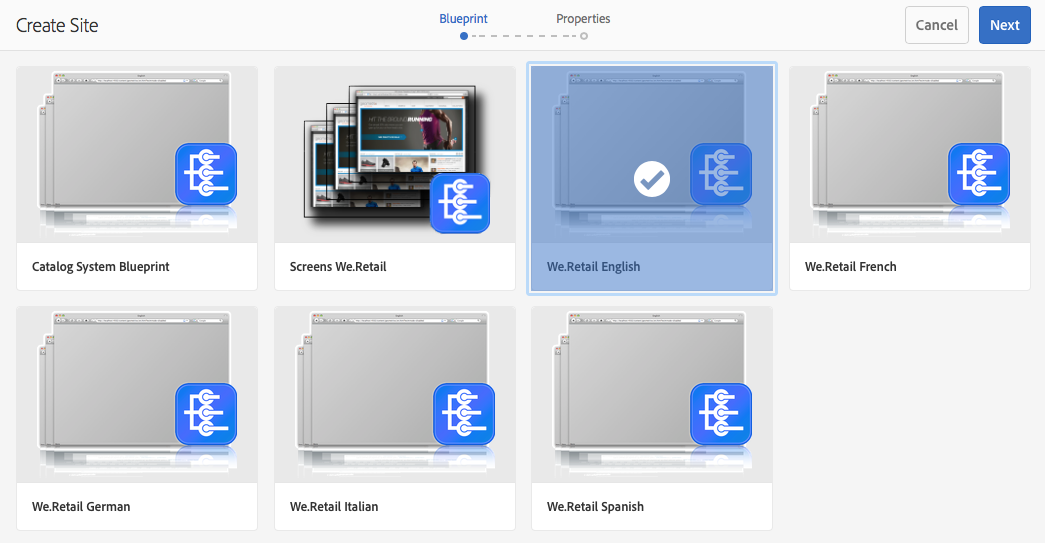 Create Site
Blueprint
Properties
Cancel
Next
HIT THE GROUND RUNNING
Catalog System Blueprint
Screens We.Retail
We.Retail English
We.Retail French
We.Retail German
We.Retail Italian
We.Retail Spanish